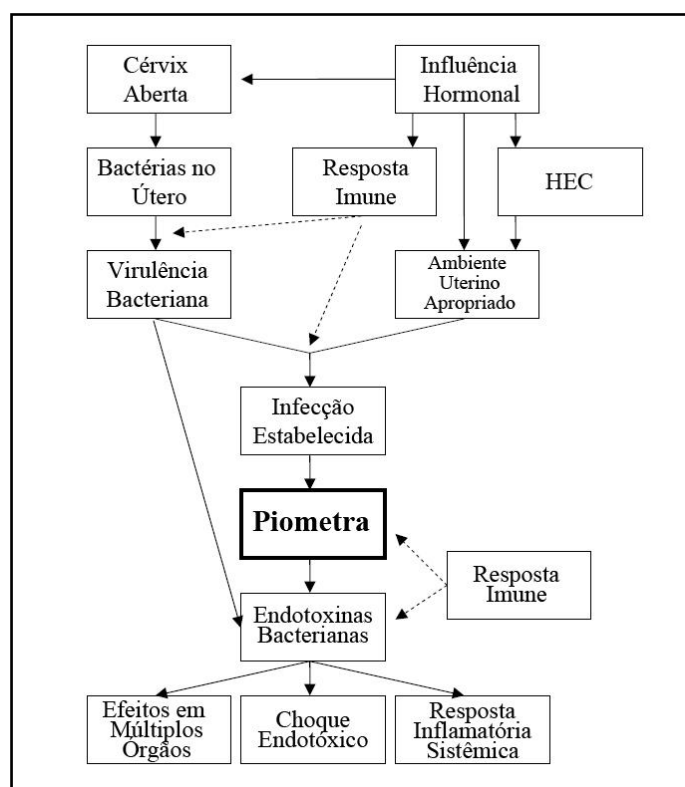 Cérvix
Aberta
Influência
Hormonal
Bactérias no
Útero
Resposta
Imune
HEC
Virulência
Bacteriana
Ambiente
Uterino
Apropriado
Infecção
Estabelecida
Piometra
Resposta
Imune
Endotoxinas
Bacterianas
Efeitos em
Múltiplos
Órgãos
Choque
Endotóxico
Resposta
Inflamatória
Sistêmica